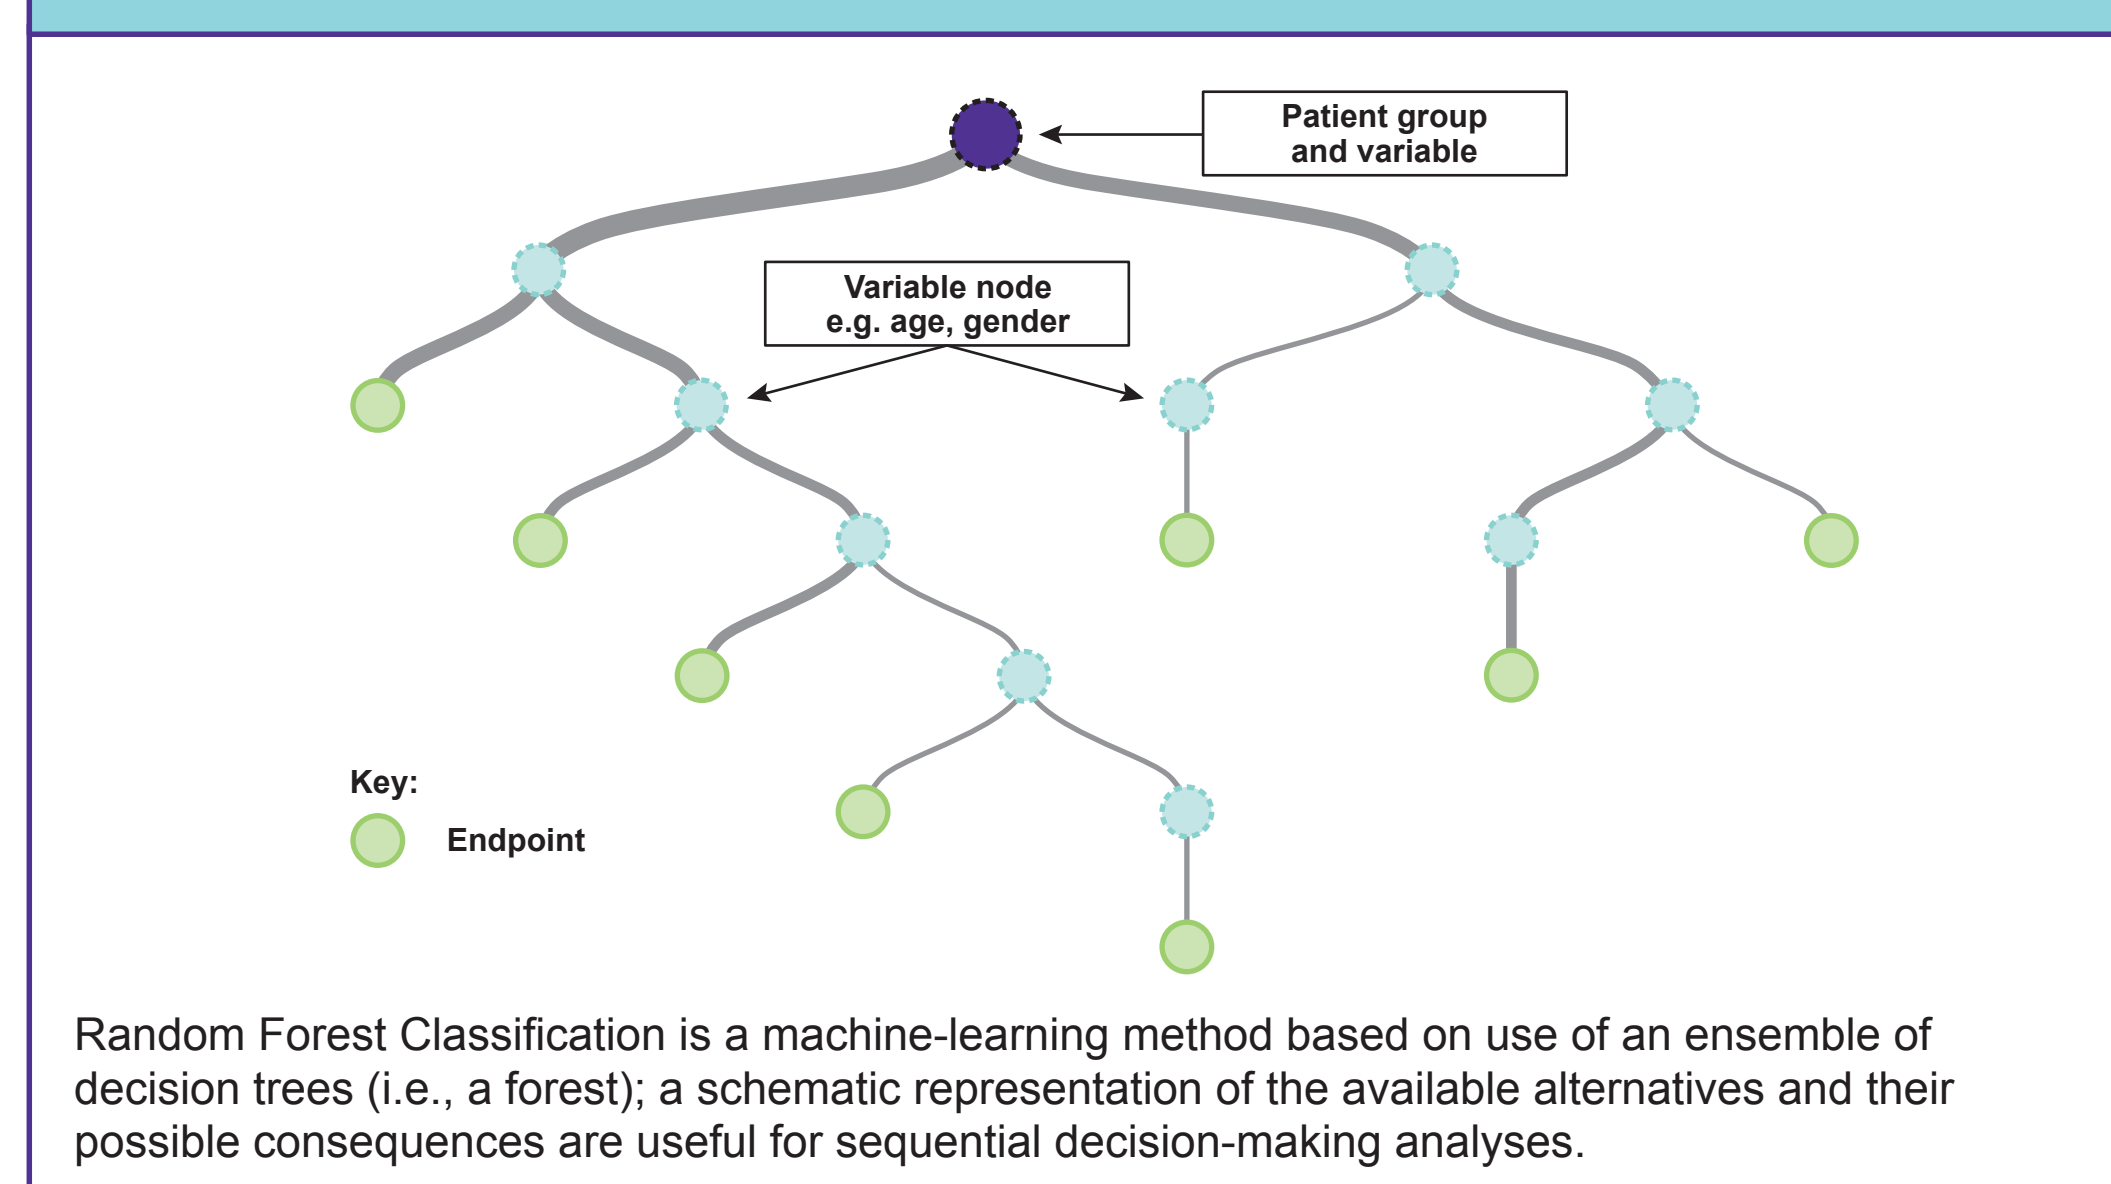 Patient group
and variable
Variable node
e.g. age, gender
Key:
Endpoint
Random Forest Classification is a machine-learning method based on use of an ensemble of
decision trees (i.e., a forest); a schematic representation of the available alternatives and their
possible consequences are useful for sequential decision-making analyses.